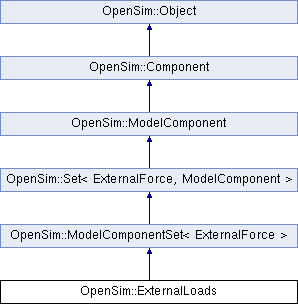 OpenSim::Object
OpenSim::Component
OpenSim::ModelComponent
OpenSim::Set< ExternalForce, ModelComponent >
OpenSim::ModelComponentSet< ExternalForce >
OpenSim::ExternalLoads